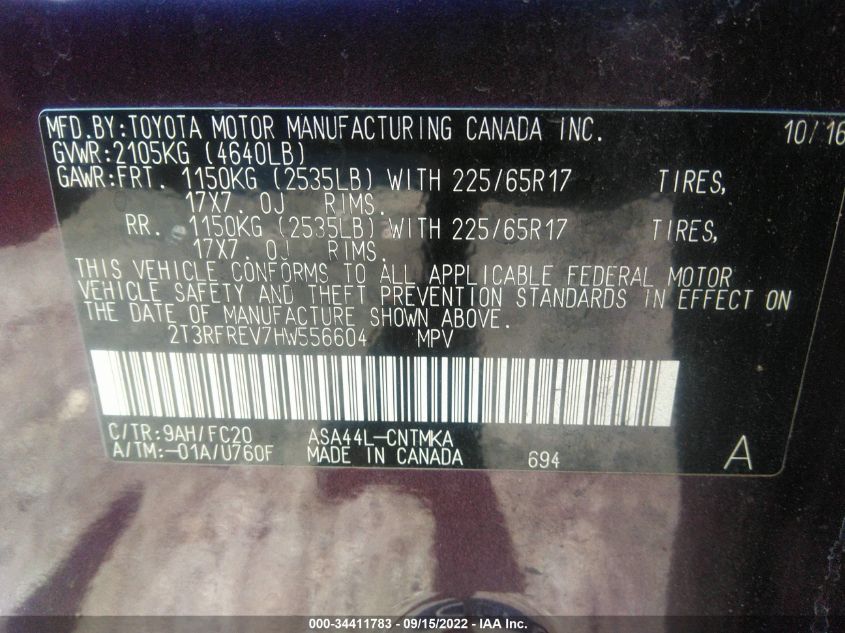 MFD.BY:TOYOTA MOTOR MANUFACTURING CANADA INC. 10/16
GVWR:2105KG (4640LB)
GAWR:FRT. 1150KG (2535LB) WITH 225/65R17 TIRES,
17X7.0J RIMS.
RR. 1150KG (2535LB) WITH 225/65R17 TIRES,
17X7.0J RIMS.
THIS VEHICLE CONFORMS TO ALL APPLICABLE FEDERAL MOTOR
VEHICLE SAFETY AND THEFT PREVENTION STANDARDS IN EFFECT ON
THE DATE OF MANUFACTURE SHOWN ABOVE.
2T3RFREV7HW556604 MPV
C/TR:9AH/FC20 ASA44L-CNTMKA
A/TM:-01A/U760F MADE IN CANADA 694 A
000-34411783 - 09/15/2022 - IAA Inc.